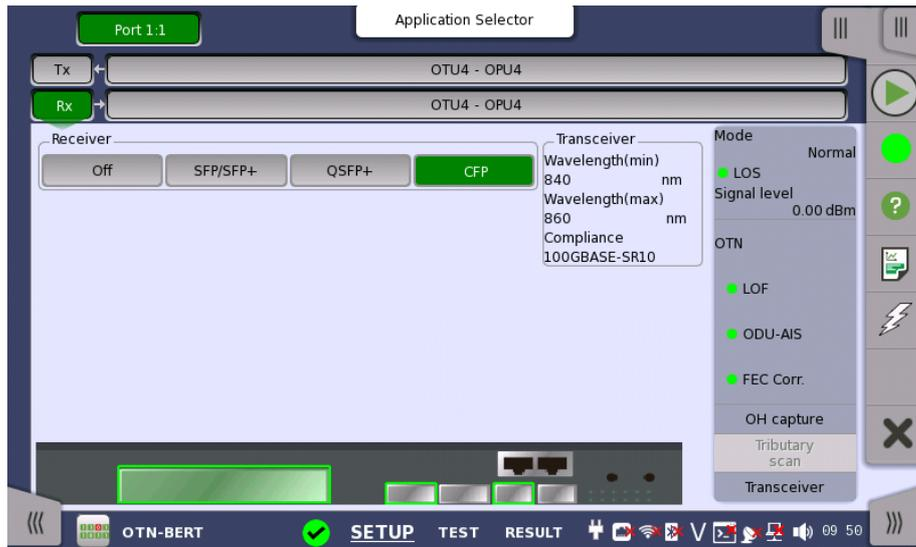 Application Selector
Port 1:1
Tx
OTU4 - OPU4
Rx
OTU4 - OPU4
Receiver
Off
SFP/SFP+
QSFP+
CFP
Transceiver
Wavelength(min)
840 nm
Wavelength(max)
860 nm
Compliance
100GBASE-SR10
Mode
Normal
LOS
Signal level
0.00 dBm
OTN
LOF
ODU-AIS
FEC Corr.
OH capture
Tributary
scan
Transceiver
OTN-BERT
SETUP
TEST
RESULT
V
09 50